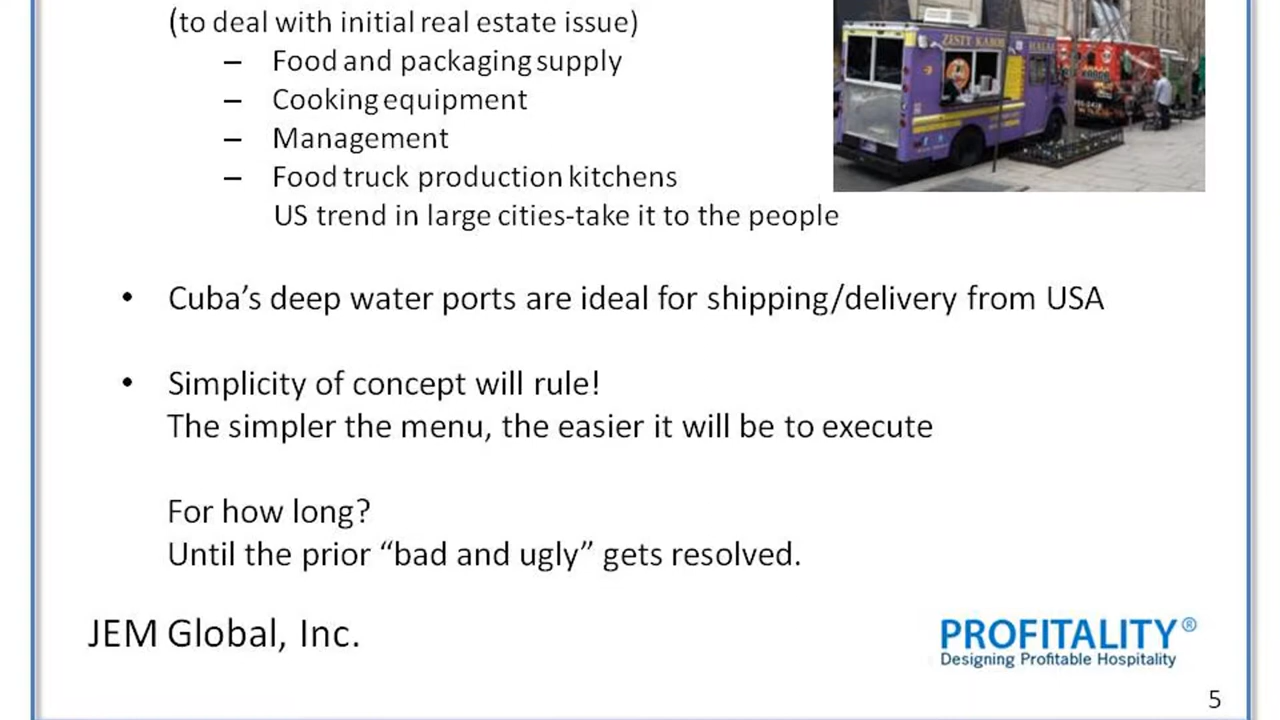 (to deal with initial real estate issue)
– Food and packaging supply
– Cooking equipment
– Management
– Food truck production kitchens
US trend in large cities-take it to the people
ZESTY KABOB HALAL
• Cuba’s deep water ports are ideal for shipping/delivery from USA
• Simplicity of concept will rule!
The simpler the menu, the easier it will be to execute
For how long?
Until the prior “bad and ugly” gets resolved.
JEM Global, Inc.
PROFITALITY®
Designing Profitable Hospitality
5